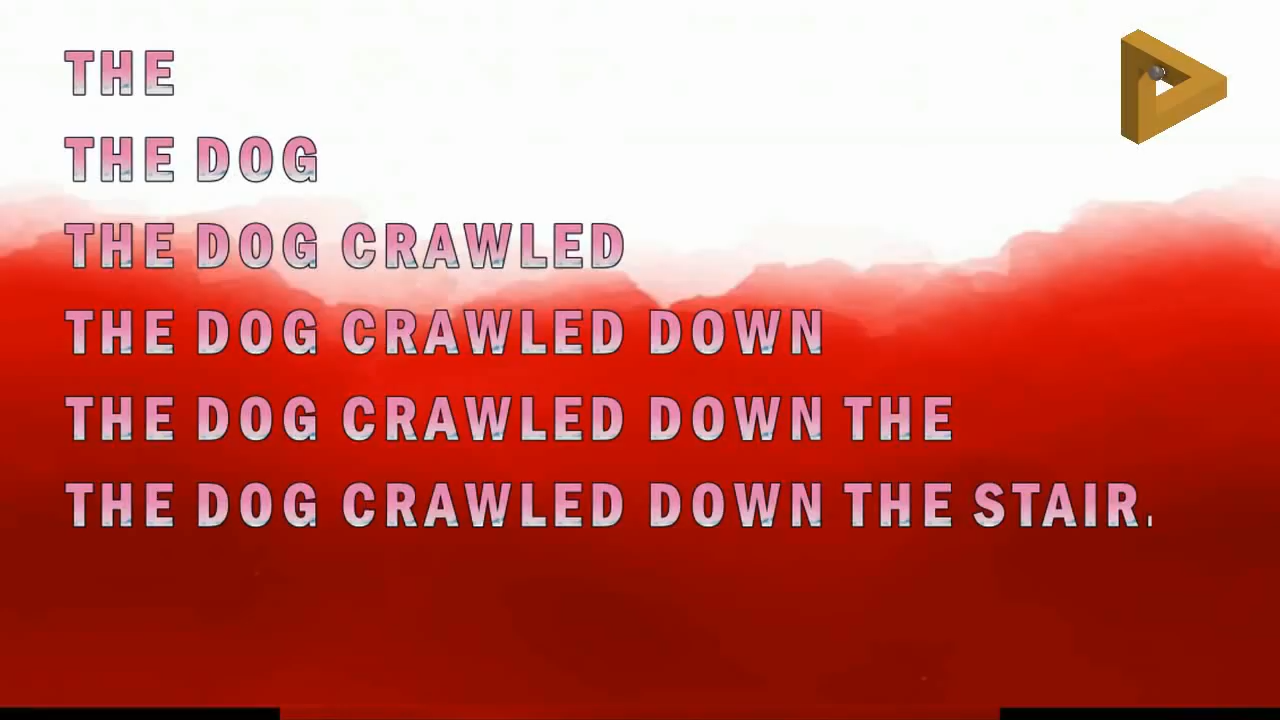 THE
THE DOG
THE DOG CRAWLED
THE DOG CRAWLED DOWN
THE DOG CRAWLED DOWN THE
THE DOG CRAWLED DOWN THE STAIR.